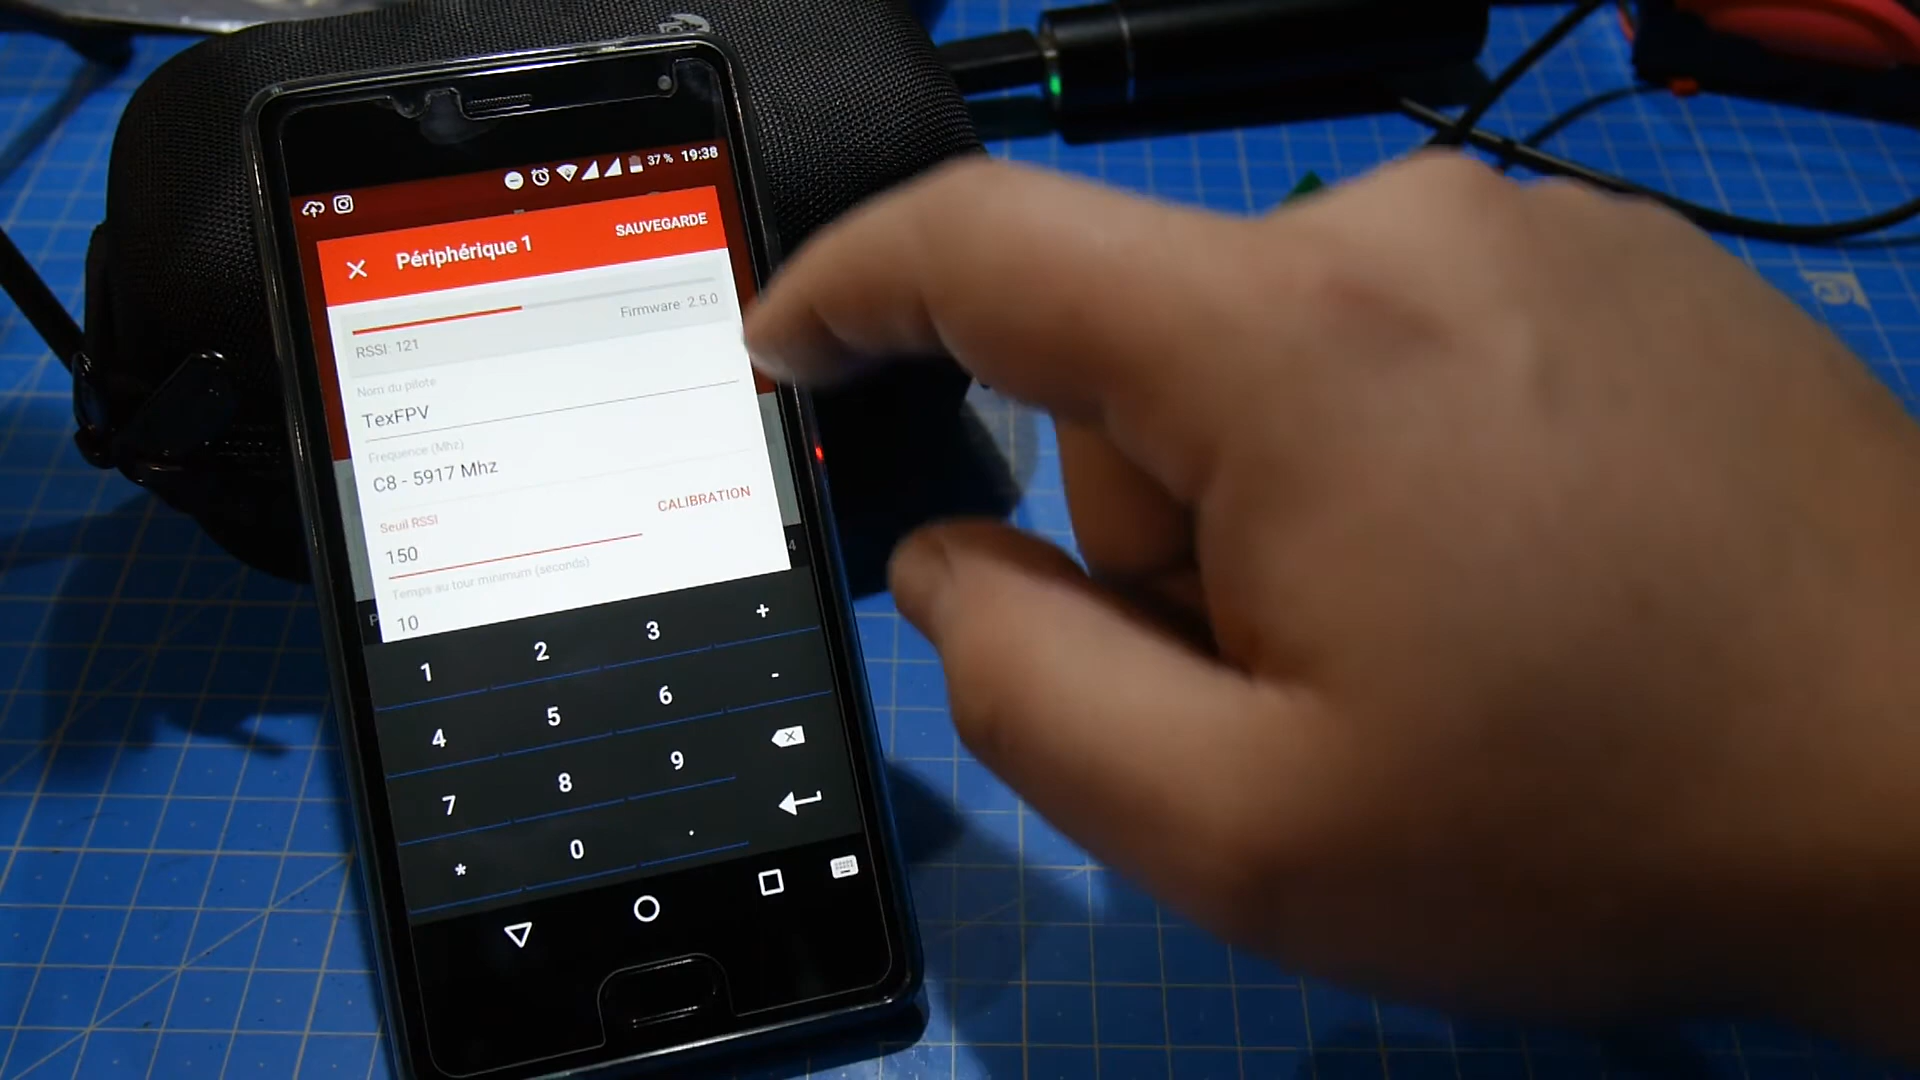 37 % 19:38
Périphérique 1 SAUVEGARDE
Firmware: 2.5.0
RSSI: 121
Nom du pilote
TexFPV
Frequence (Mhz)
C8 - 5917 Mhz
Seuil RSSI
CALIBRATION
150
Temps au tour minimum (seconds)
10
P 4
1 2 3 +
4 5 6 -
7 8 9
* 0 .